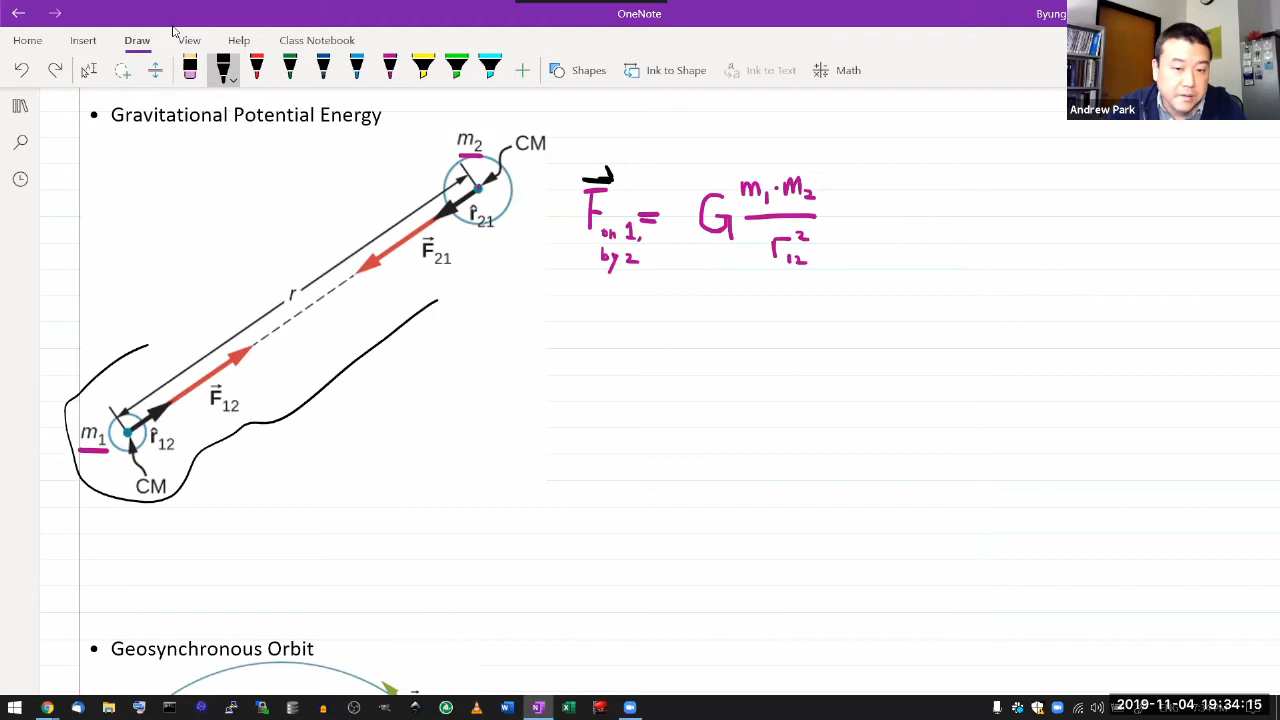 OneNote
Byung
Home Insert Draw View Help Class Notebook
Shapes Ink to Shape Ink to Text Math
Andrew Park
• Gravitational Potential Energy
m₂ CM
r̂₂₁
F⃗₂₁
r
F⃗₁₂
m₁ r̂₁₂
CM
F⃗ on 1, by 2 = G m₁·m₂ / r₁₂²
• Geosynchronous Orbit
2019-11-04 19:34:15